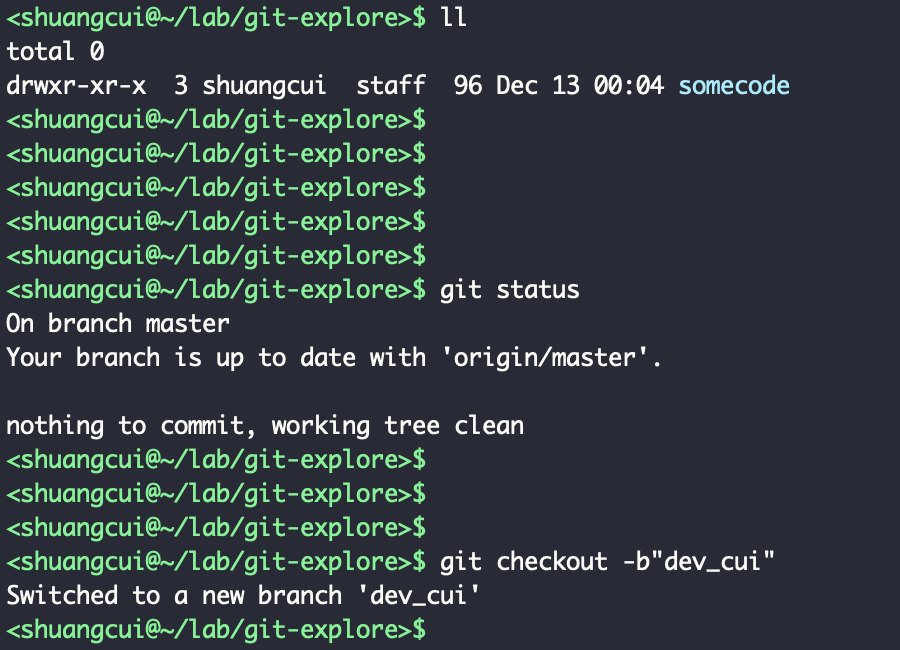 <shuangcui@~/lab/git-explore>$ ll
total 0
drwxr-xr-x  3 shuangcui  staff  96 Dec 13 00:04 somecode
<shuangcui@~/lab/git-explore>$
<shuangcui@~/lab/git-explore>$
<shuangcui@~/lab/git-explore>$
<shuangcui@~/lab/git-explore>$
<shuangcui@~/lab/git-explore>$
<shuangcui@~/lab/git-explore>$ git status
On branch master
Your branch is up to date with 'origin/master'.

nothing to commit, working tree clean
<shuangcui@~/lab/git-explore>$
<shuangcui@~/lab/git-explore>$
<shuangcui@~/lab/git-explore>$
<shuangcui@~/lab/git-explore>$ git checkout -b"dev_cui"
Switched to a new branch 'dev_cui'
<shuangcui@~/lab/git-explore>$